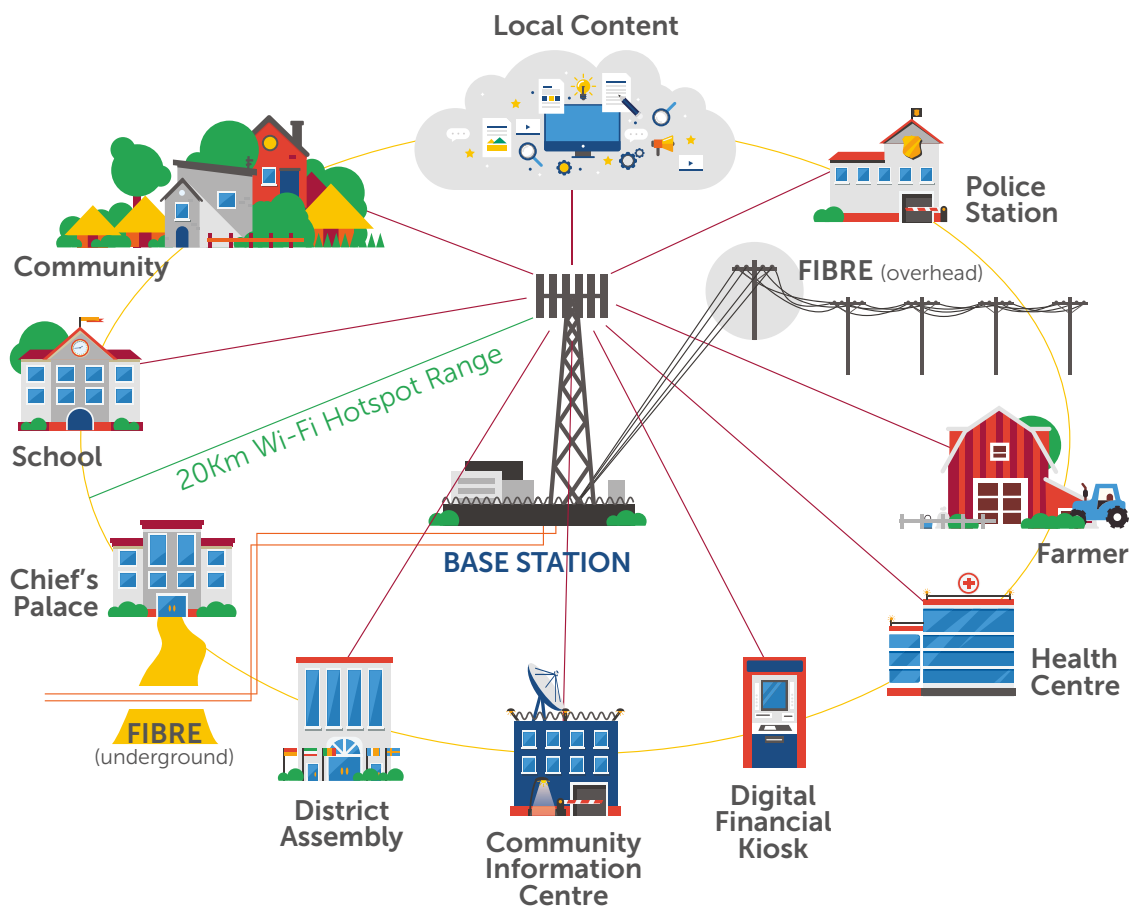 Local Content
Police
Station
Community
FIBRE (overhead)
20Km Wi-Fi Hotspot Range
School
BASE STATION
Farmer
Chief's
Palace
Health
Centre
FIBRE
(underground)
District
Assembly
Community
Information
Centre
Digital
Financial
Kiosk